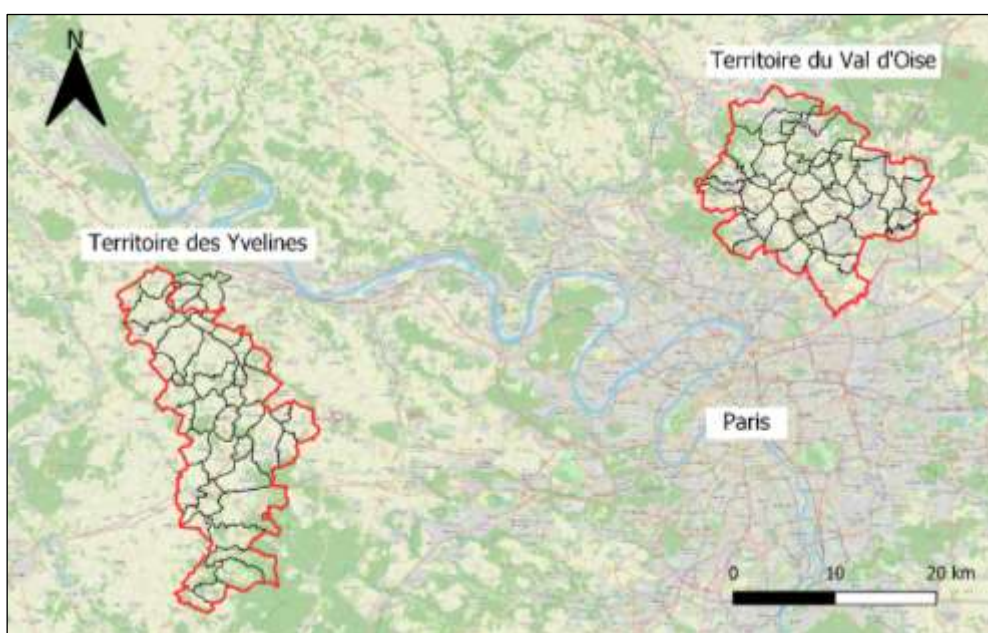 N
Territoire du Val d'Oise
Territoire des Yvelines
Paris
0 10 20 km